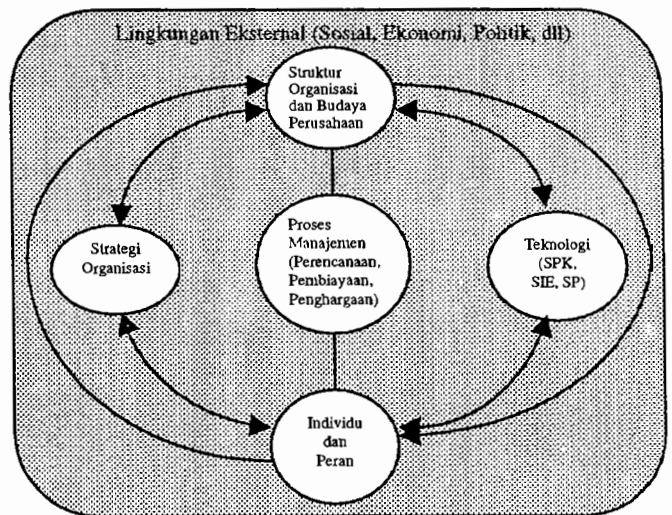 Lingkungan Eksternal (Sosial, Ekonomi, Politik, dll)
Struktur
Organisasi
dan Budaya
Perusahaan
Strategi
Organisasi
Proses
Manajemen
(Perencanaan,
Pembiayaan,
Penghargaan)
Teknologi
(SPK,
SIE, SP)
Individu
dan
Peran